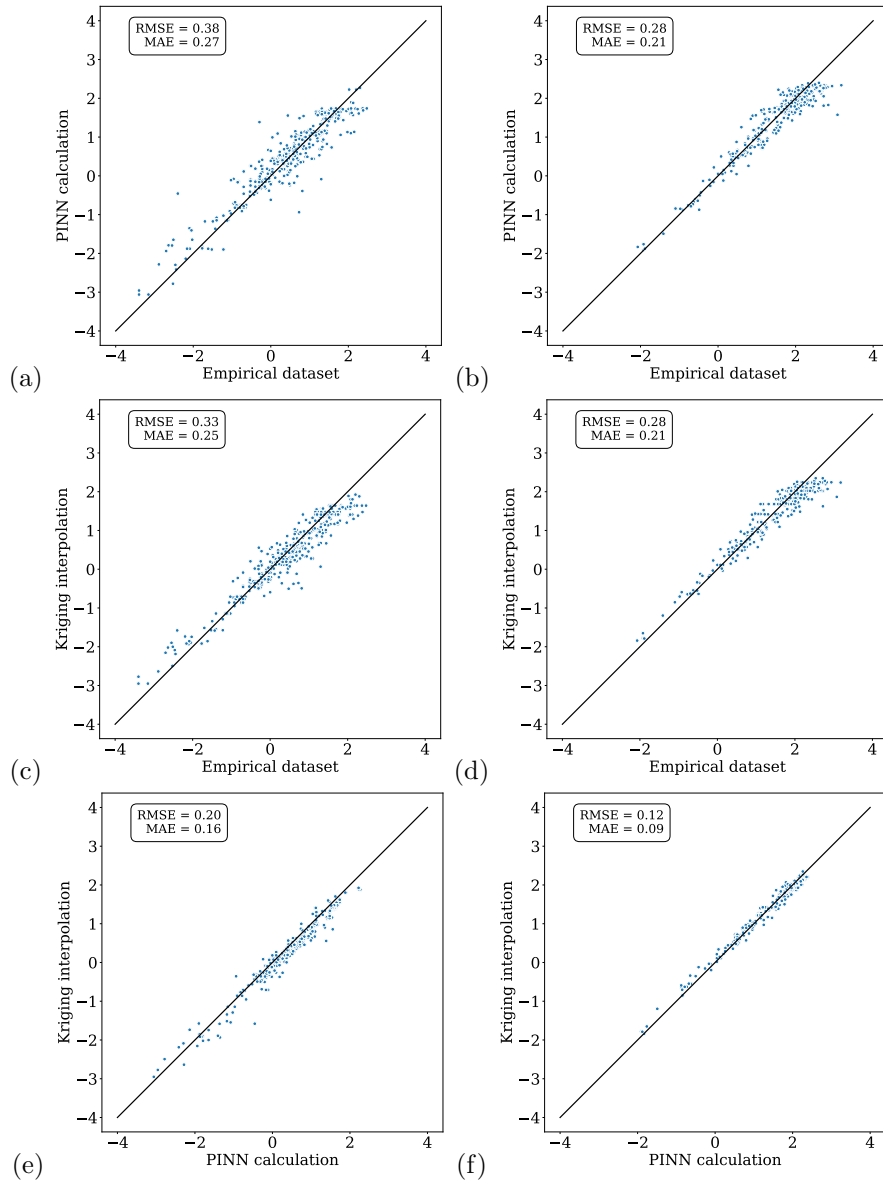 RMSE = 0.38
MAE = 0.27
4
3
2
1
0
−1
−2
−3
−4
PINN calculation
−4 −2 0 2 4
Empirical dataset
(a)
RMSE = 0.28
MAE = 0.21
4
3
2
1
0
−1
−2
−3
−4
PINN calculation
−4 −2 0 2 4
Empirical dataset
(b)
RMSE = 0.33
MAE = 0.25
4
3
2
1
0
−1
−2
−3
−4
Kriging interpolation
−4 −2 0 2 4
Empirical dataset
(c)
RMSE = 0.28
MAE = 0.21
4
3
2
1
0
−1
−2
−3
−4
Kriging interpolation
−4 −2 0 2 4
Empirical dataset
(d)
RMSE = 0.20
MAE = 0.16
4
3
2
1
0
−1
−2
−3
−4
Kriging interpolation
−4 −2 0 2 4
PINN calculation
(e)
RMSE = 0.12
MAE = 0.09
4
3
2
1
0
−1
−2
−3
−4
Kriging interpolation
−4 −2 0 2 4
PINN calculation
(f)